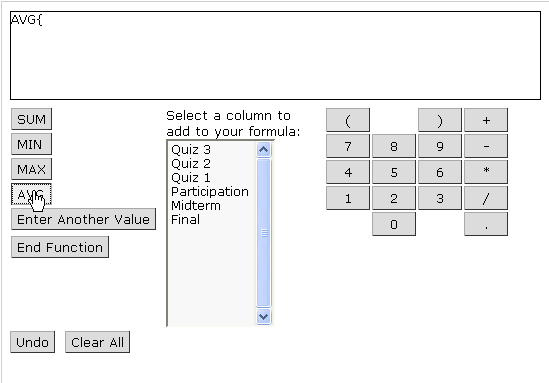 AVG{
SUM
MIN
MAX
AVG
Enter Another Value
End Function
Undo Clear All
Select a column to
add to your formula:
Quiz 3
Quiz 2
Quiz 1
Participation
Midterm
Final
( ) +
7 8 9 -
4 5 6 *
1 2 3 /
0 .